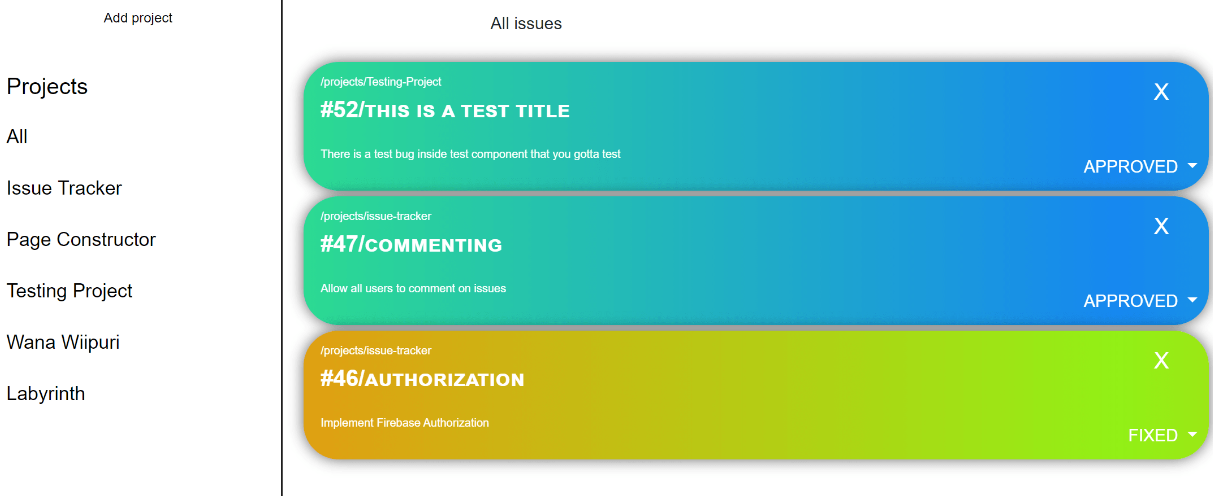 Add project
Projects
All
Issue Tracker
Page Constructor
Testing Project
Wana Wiipuri
Labyrinth
All issues
/projects/Testing-Project
X
#52/THIS IS A TEST TITLE
There is a test bug inside test component that you gotta test
APPROVED
/projects/issue-tracker
X
#47/COMMENTING
Allow all users to comment on issues
APPROVED
/projects/issue-tracker
X
#46/AUTHORIZATION
Implement Firebase Authorization
FIXED